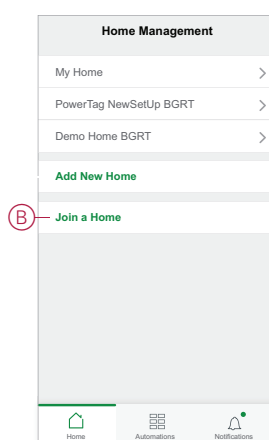 Home Management
My Home
PowerTag NewSetUp BGRT
Demo Home BGRT
Add New Home
B
Join a Home
Home
Automations
Notifications